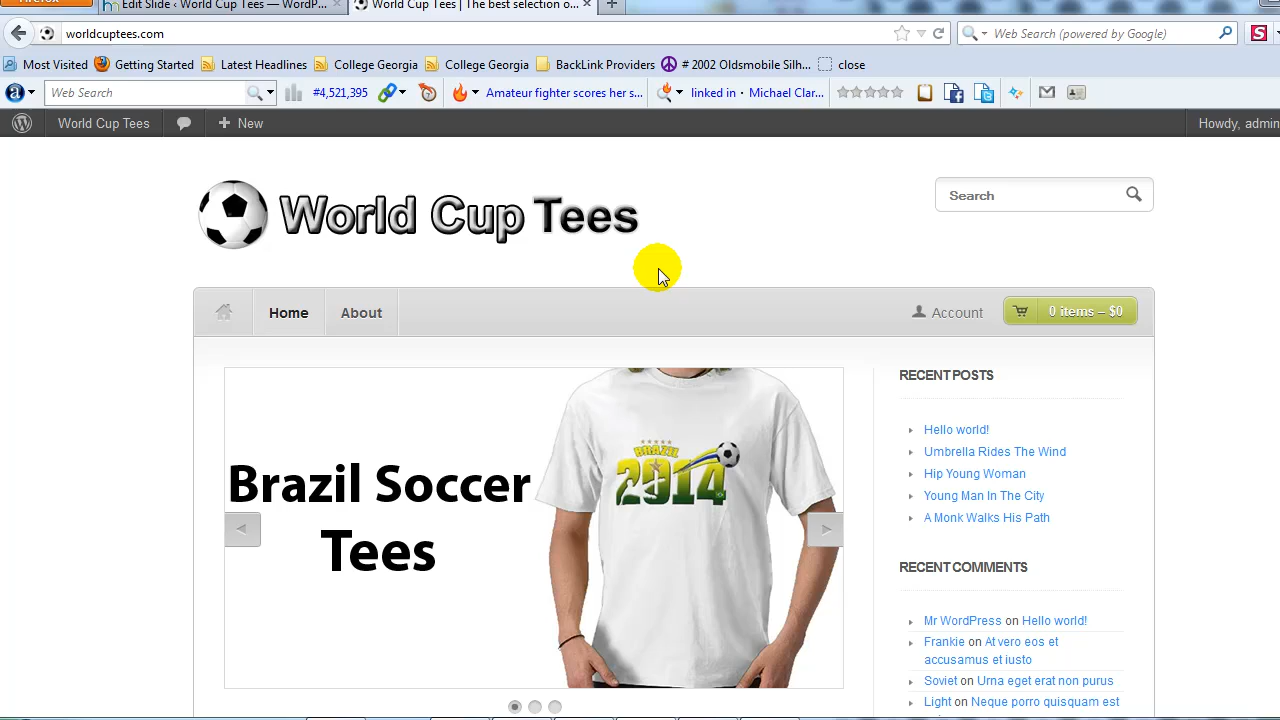 Firefox
Edit Slide ‹ World Cup Tees — WordP...
World Cup Tees | The best selection o...
worldcuptees.com
Web Search (powered by Google)
Most Visited
Getting Started
Latest Headlines
College Georgia
College Georgia
BackLink Providers
# 2002 Oldsmobile Silh...
close
Web Search
#4,521,395
Amateur fighter scores her s...
linked in · Michael Clar...
World Cup Tees
New
Howdy, admin
World Cup Tees
Search
Home
About
Account
0 items – $0
Brazil Soccer
Tees
BRAZIL
2014
RECENT POSTS
Hello world!
Umbrella Rides The Wind
Hip Young Woman
Young Man In The City
A Monk Walks His Path
RECENT COMMENTS
Mr WordPress on Hello world!
Frankie on At vero eos et
accusamus et iusto
Soviet on Urna eget erat non purus
Light on Neque porro quisquam est